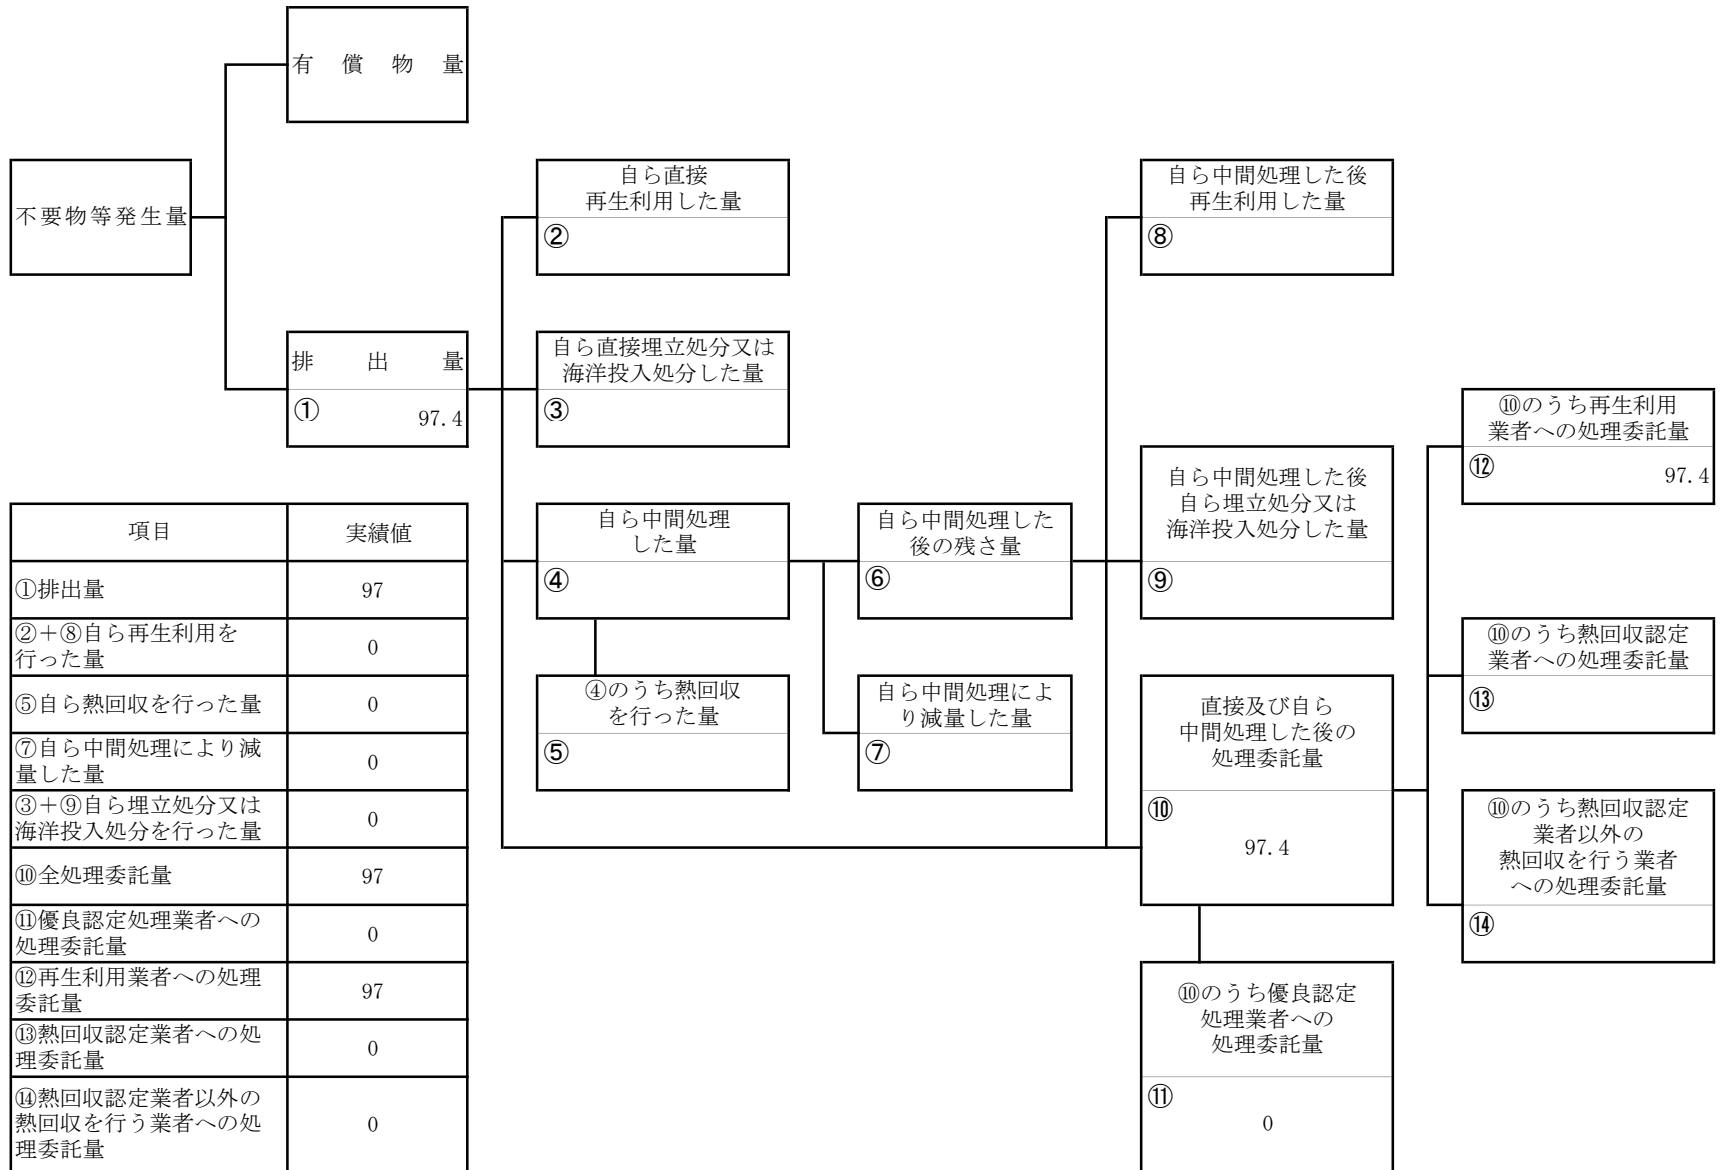 有償物量
不要物等発生量
排出量
①
97.4
自ら直接
再生利用した量
②
自ら直接埋立処分又は
海洋投入処分した量
③
自ら中間処理
した量
④
④のうち熱回収
を行った量
⑤
自ら中間処理した
後の残さ量
⑥
自ら中間処理によ
り減量した量
⑦
自ら中間処理した後
再生利用した量
⑧
自ら中間処理した後
自ら埋立処分又は
海洋投入処分した量
⑨
直接及び自ら
中間処理した後の
処理委託量
⑩
97.4
⑩のうち優良認定
処理業者への
処理委託量
⑪
0
⑩のうち再生利用
業者への処理委託量
⑫
97.4
⑩のうち熱回収認定
業者への処理委託量
⑬
⑩のうち熱回収認定
業者以外の
熱回収を行う業者
への処理委託量
⑭
項目 実績値
①排出量 97
②+⑧自ら再生利用を
行った量 0
⑤自ら熱回収を行った量 0
⑦自ら中間処理により減
量した量 0
③+⑨自ら埋立処分又は
海洋投入処分を行った量 0
⑩全処理委託量 97
⑪優良認定処理業者への
処理委託量 0
⑫再生利用業者への処理
委託量 97
⑬熱回収認定業者への処
理委託量 0
⑭熱回収認定業者以外の
熱回収を行う業者への処
理委託量 0